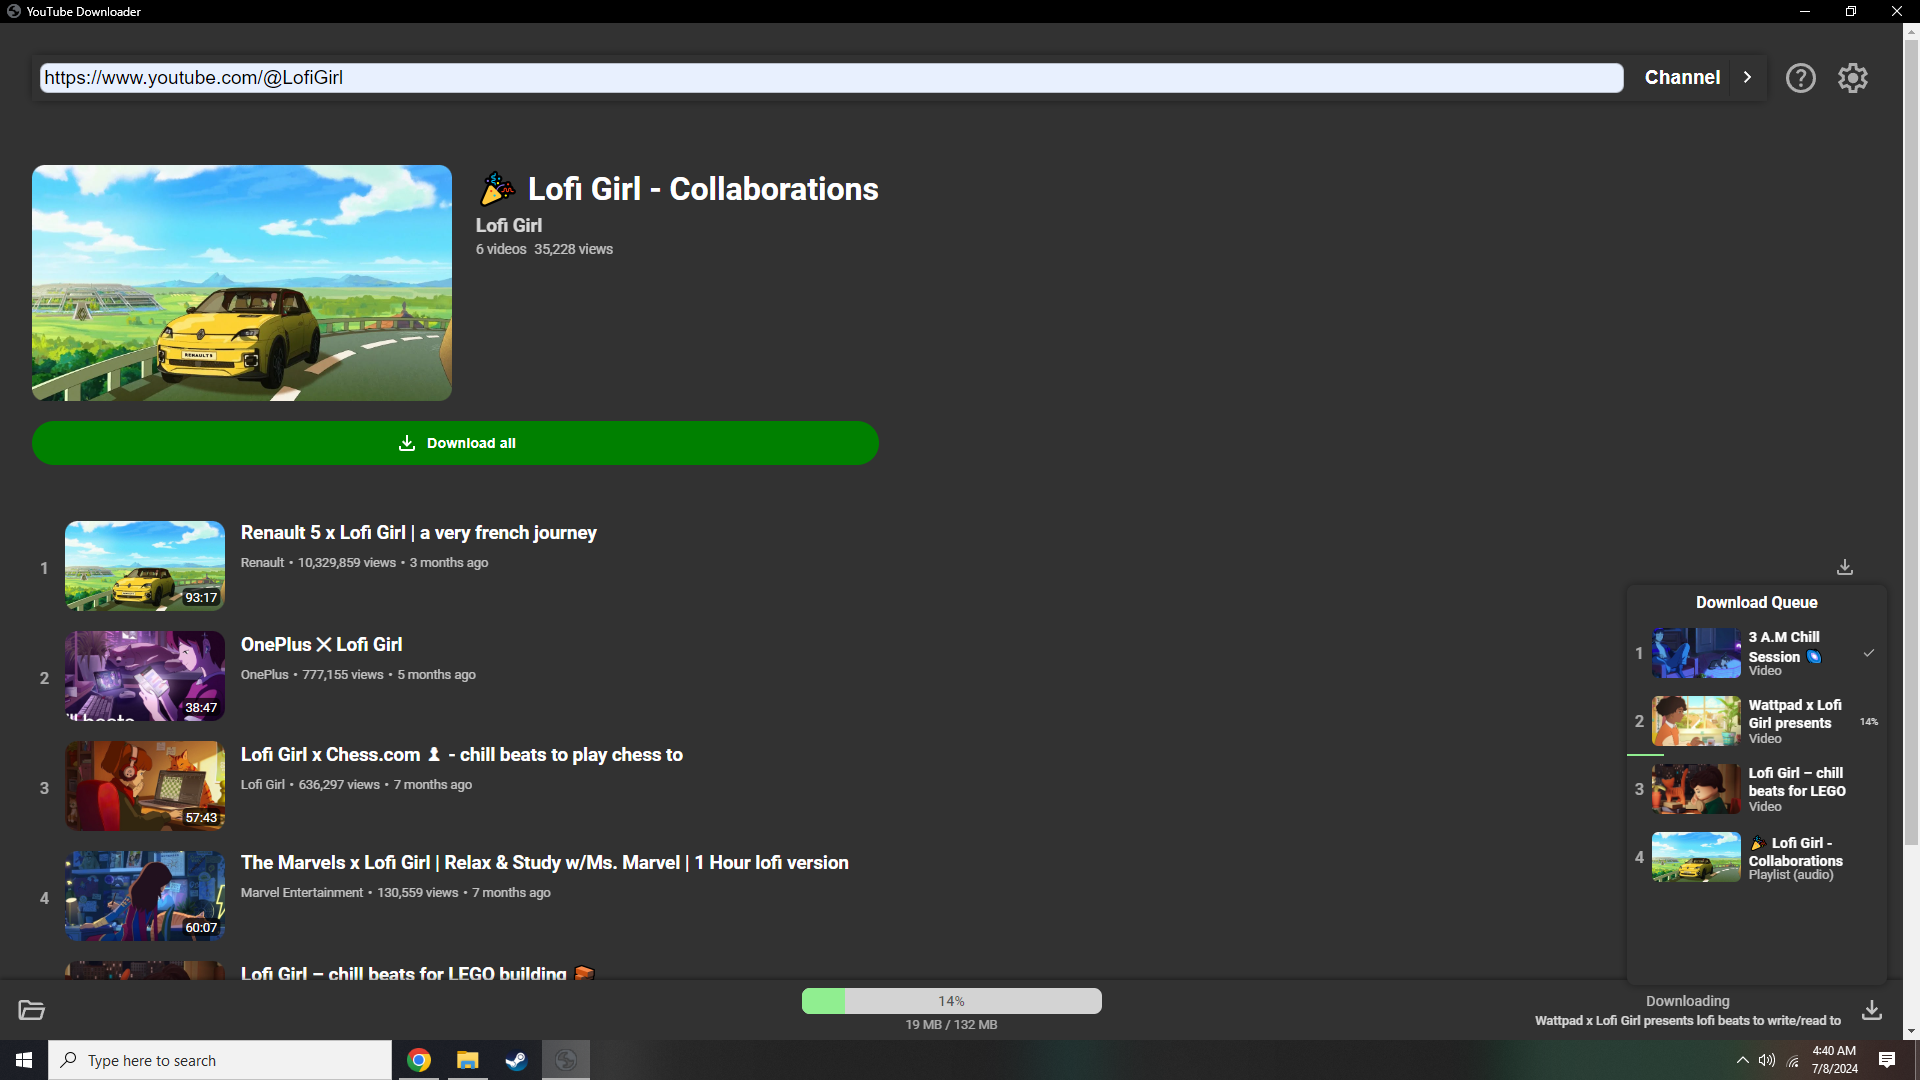 YouTube Downloader
https://www.youtube.com/@LofiGirl
Channel
Lofi Girl - Collaborations
Lofi Girl
6 videos 35,228 views
RENAULT 5
Download all
1
93:17
Renault 5 x Lofi Girl | a very french journey
Renault • 10,329,859 views • 3 months ago
2
38:47
OnePlus ✕ Lofi Girl
OnePlus • 777,155 views • 5 months ago
3
57:43
Lofi Girl x Chess.com ♟ - chill beats to play chess to
Lofi Girl • 636,297 views • 7 months ago
4
60:07
The Marvels x Lofi Girl | Relax & Study w/Ms. Marvel | 1 Hour lofi version
Marvel Entertainment • 130,559 views • 7 months ago
Lofi Girl – chill beats for LEGO building
Download Queue
1
3 A.M Chill
Session
Video
2
Wattpad x Lofi
Girl presents
Video
14%
3
Lofi Girl – chill
beats for LEGO
Video
4
Lofi Girl -
Collaborations
Playlist (audio)
14%
19 MB / 132 MB
Downloading
Wattpad x Lofi Girl presents lofi beats to write/read to
Type here to search
4:40 AM
7/8/2024